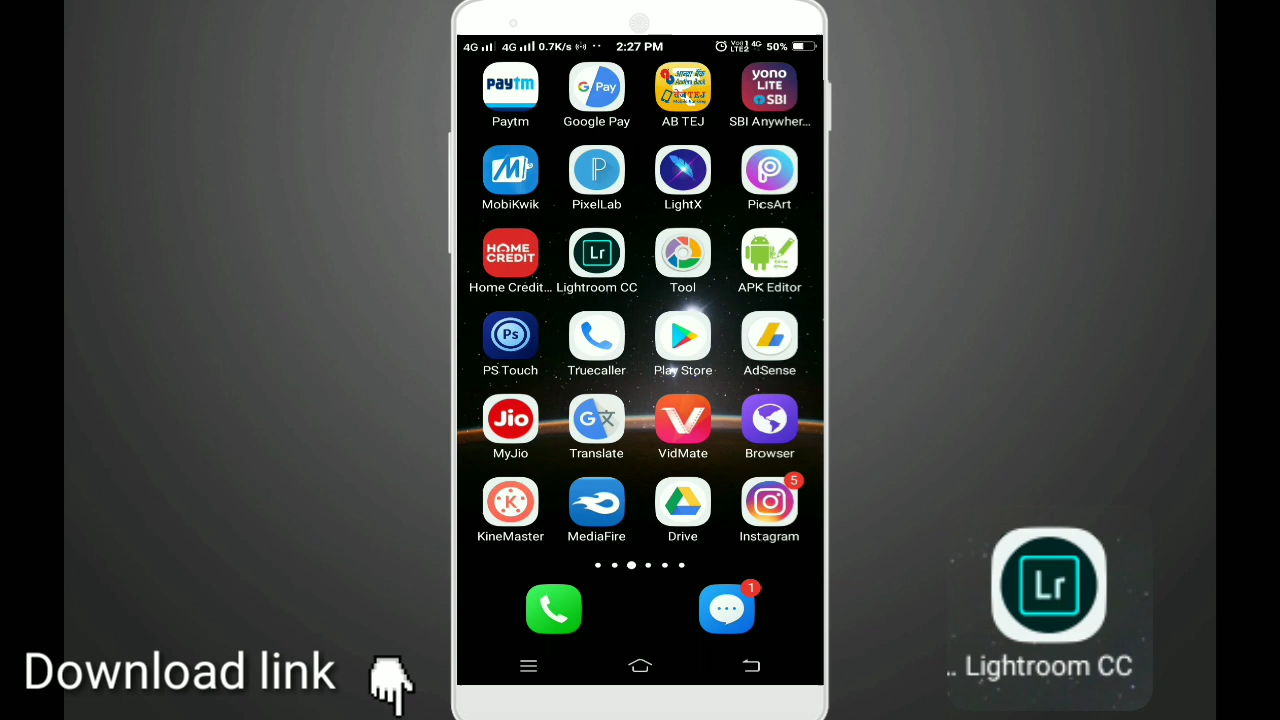 4G 4G 0.7K/s 2:27 PM 4G 50%
LTE2
Paytm
G Pay
yono
LITE
SBI
Paytm Google Pay AB TEJ SBI Anywher...
P
MobiKwik PixelLab LightX PicsArt
HOME
CREDIT
Lr
Home Credit... Lightroom CC Tool APK Editor
Ps
PS Touch Truecaller Play Store AdSense
Jio
G 文
MyJio Translate VidMate Browser
K
5
KineMaster MediaFire Drive Instagram
1
Lr
Download link
.. Lightroom CC